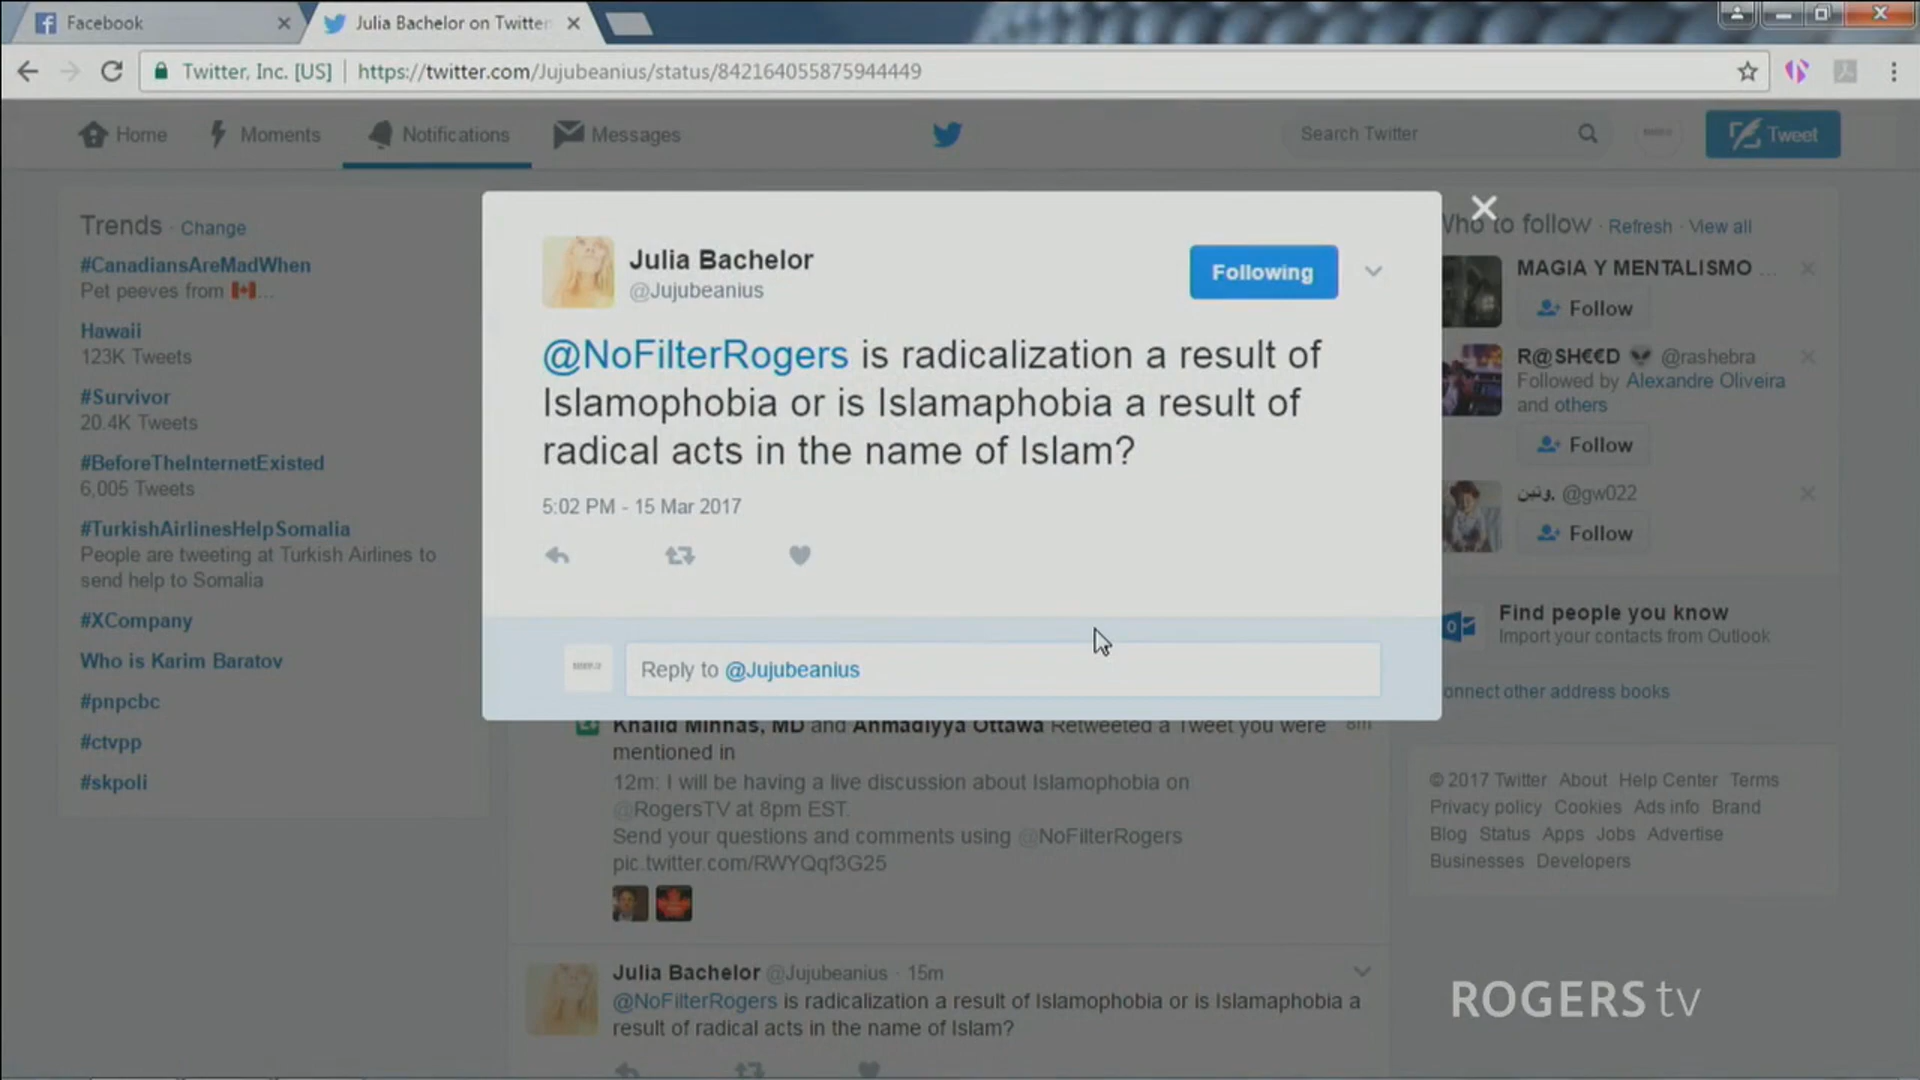 Facebook
Julia Bachelor on Twitter
Twitter, Inc. [US]
https://twitter.com/Jujubeanius/status/842164055875944449
Home
Moments
Notifications
Messages
Search Twitter
Tweet
Trends · Change
#CanadiansAreMadWhen
Pet peeves from 🇨🇦...
Hawaii
123K Tweets
#Survivor
20.4K Tweets
#BeforeTheInternetExisted
6,005 Tweets
#TurkishAirlinesHelpSomalia
People are tweeting at Turkish Airlines to
send help to Somalia
#XCompany
Who is Karim Baratov
#pnpcbc
#ctvpp
#skpoli
Julia Bachelor
@Jujubeanius
Following
@NoFilterRogers is radicalization a result of
Islamophobia or is Islamaphobia a result of
radical acts in the name of Islam?
5:02 PM - 15 Mar 2017
Reply to @Jujubeanius
Khalid Minhas, MD and Ahmadiyya Ottawa Retweeted a Tweet you were
8m
mentioned in
12m: I will be having a live discussion about Islamophobia on
@RogersTV at 8pm EST.
Send your questions and comments using @NoFilterRogers
pic.twitter.com/RWYQqf3G25
Julia Bachelor @Jujubeanius · 15m
@NoFilterRogers is radicalization a result of Islamophobia or is Islamaphobia a
result of radical acts in the name of Islam?
Who to follow · Refresh · View all
MAGIA Y MENTALISMO ...
Follow
R@SH€€D 👽 @rashebra
Followed by Alexandre Oliveira
and others
Follow
@gw022
Follow
Find people you know
Import your contacts from Outlook
onnect other address books
© 2017 Twitter About Help Center Terms
Privacy policy Cookies Ads info Brand
Blog Status Apps Jobs Advertise
Businesses Developers
ROGERS tv